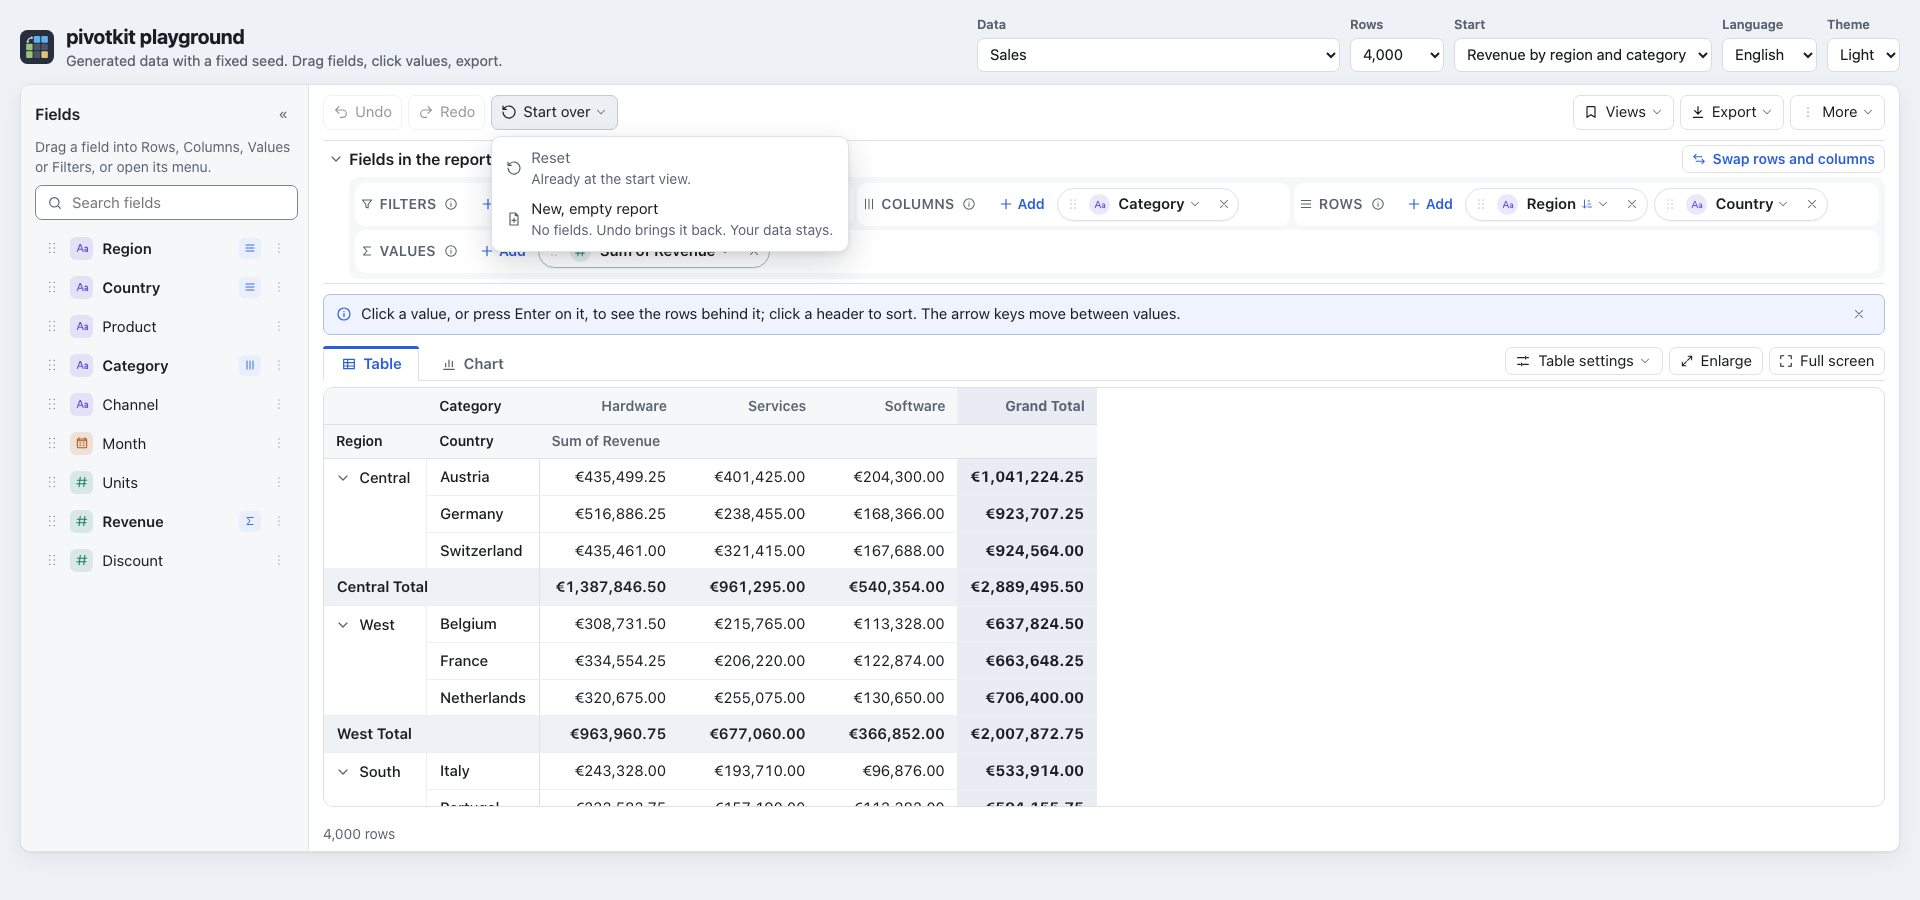 pivotkit playground
Generated data with a fixed seed. Drag fields, click values, export.
Data
Rows
Start
Language
Theme
Sales
4,000
Revenue by region and category
English
Light
Fields
«
Drag a field into Rows, Columns, Values
or Filters, or open its menu.
Search fields
Aa Region
Aa Country
Aa Product
Aa Category
Aa Channel
Month
# Units
# Revenue Σ
# Discount
Undo
Redo
Start over
Views
Export
More
Reset
Already at the start view.
New, empty report
No fields. Undo brings it back. Your data stays.
Fields in the report
Swap rows and columns
FILTERS
COLUMNS + Add Aa Category
ROWS + Add Aa Region Aa Country
Σ VALUES + Add # Sum of Revenue
Click a value, or press Enter on it, to see the rows behind it; click a header to sort. The arrow keys move between values.
Table
Chart
Table settings
Enlarge
Full screen
Category Hardware Services Software Grand Total
Region Country Sum of Revenue
Central Austria €435,499.25 €401,425.00 €204,300.00 €1,041,224.25
Germany €516,886.25 €238,455.00 €168,366.00 €923,707.25
Switzerland €435,461.00 €321,415.00 €167,688.00 €924,564.00
Central Total €1,387,846.50 €961,295.00 €540,354.00 €2,889,495.50
West Belgium €308,731.50 €215,765.00 €113,328.00 €637,824.50
France €334,554.25 €206,220.00 €122,874.00 €663,648.25
Netherlands €320,675.00 €255,075.00 €130,650.00 €706,400.00
West Total €963,960.75 €677,060.00 €366,852.00 €2,007,872.75
South Italy €243,328.00 €193,710.00 €96,876.00 €533,914.00
4,000 rows